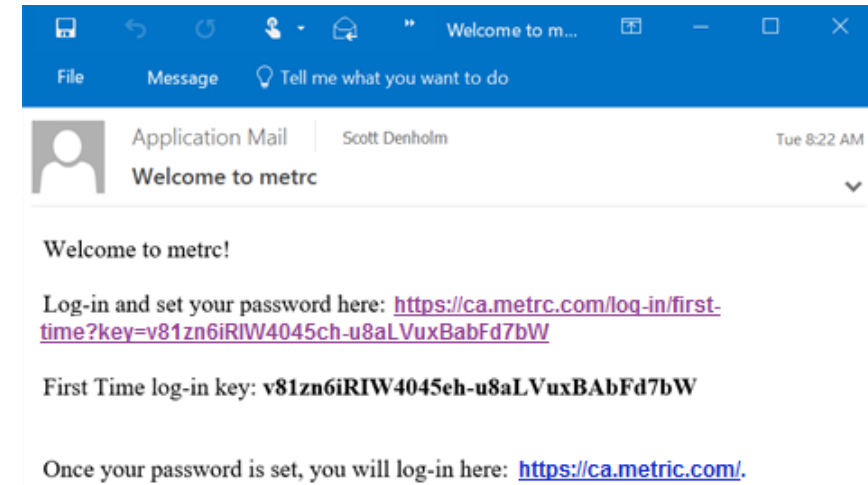 Welcome to m...
File Message Tell me what you want to do
Application Mail Scott Denholm Tue 8:22 AM
Welcome to metrc
Welcome to metrc!
Log-in and set your password here: https://ca.metrc.com/log-in/first-
time?key=v81zn6iRIW4045ch-u8aLVuxBabFd7bW
First Time log-in key: v81zn6iRIW4045eh-u8aLVuxBAbFd7bW
Once your password is set, you will log-in here: https://ca.metric.com/.